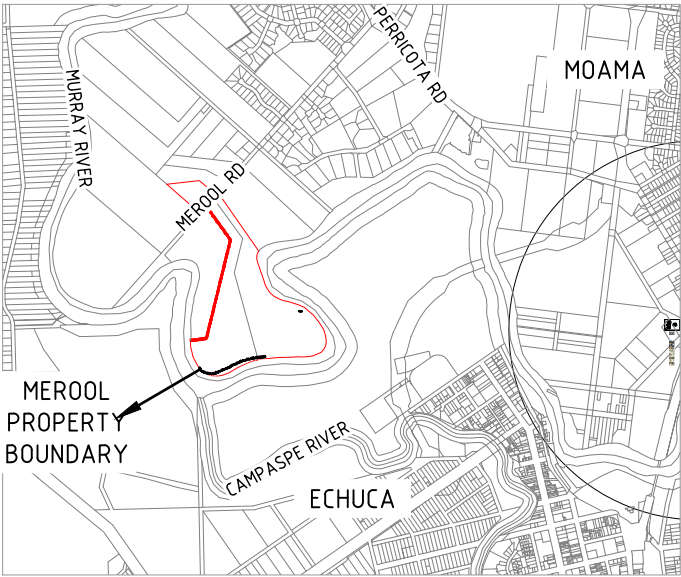 PERRICOTA RD
MOAMA
MURRAY RIVER
MEROOL RD
MEROOL
PROPERTY
BOUNDARY
CAMPASPE RIVER
ECHUCA